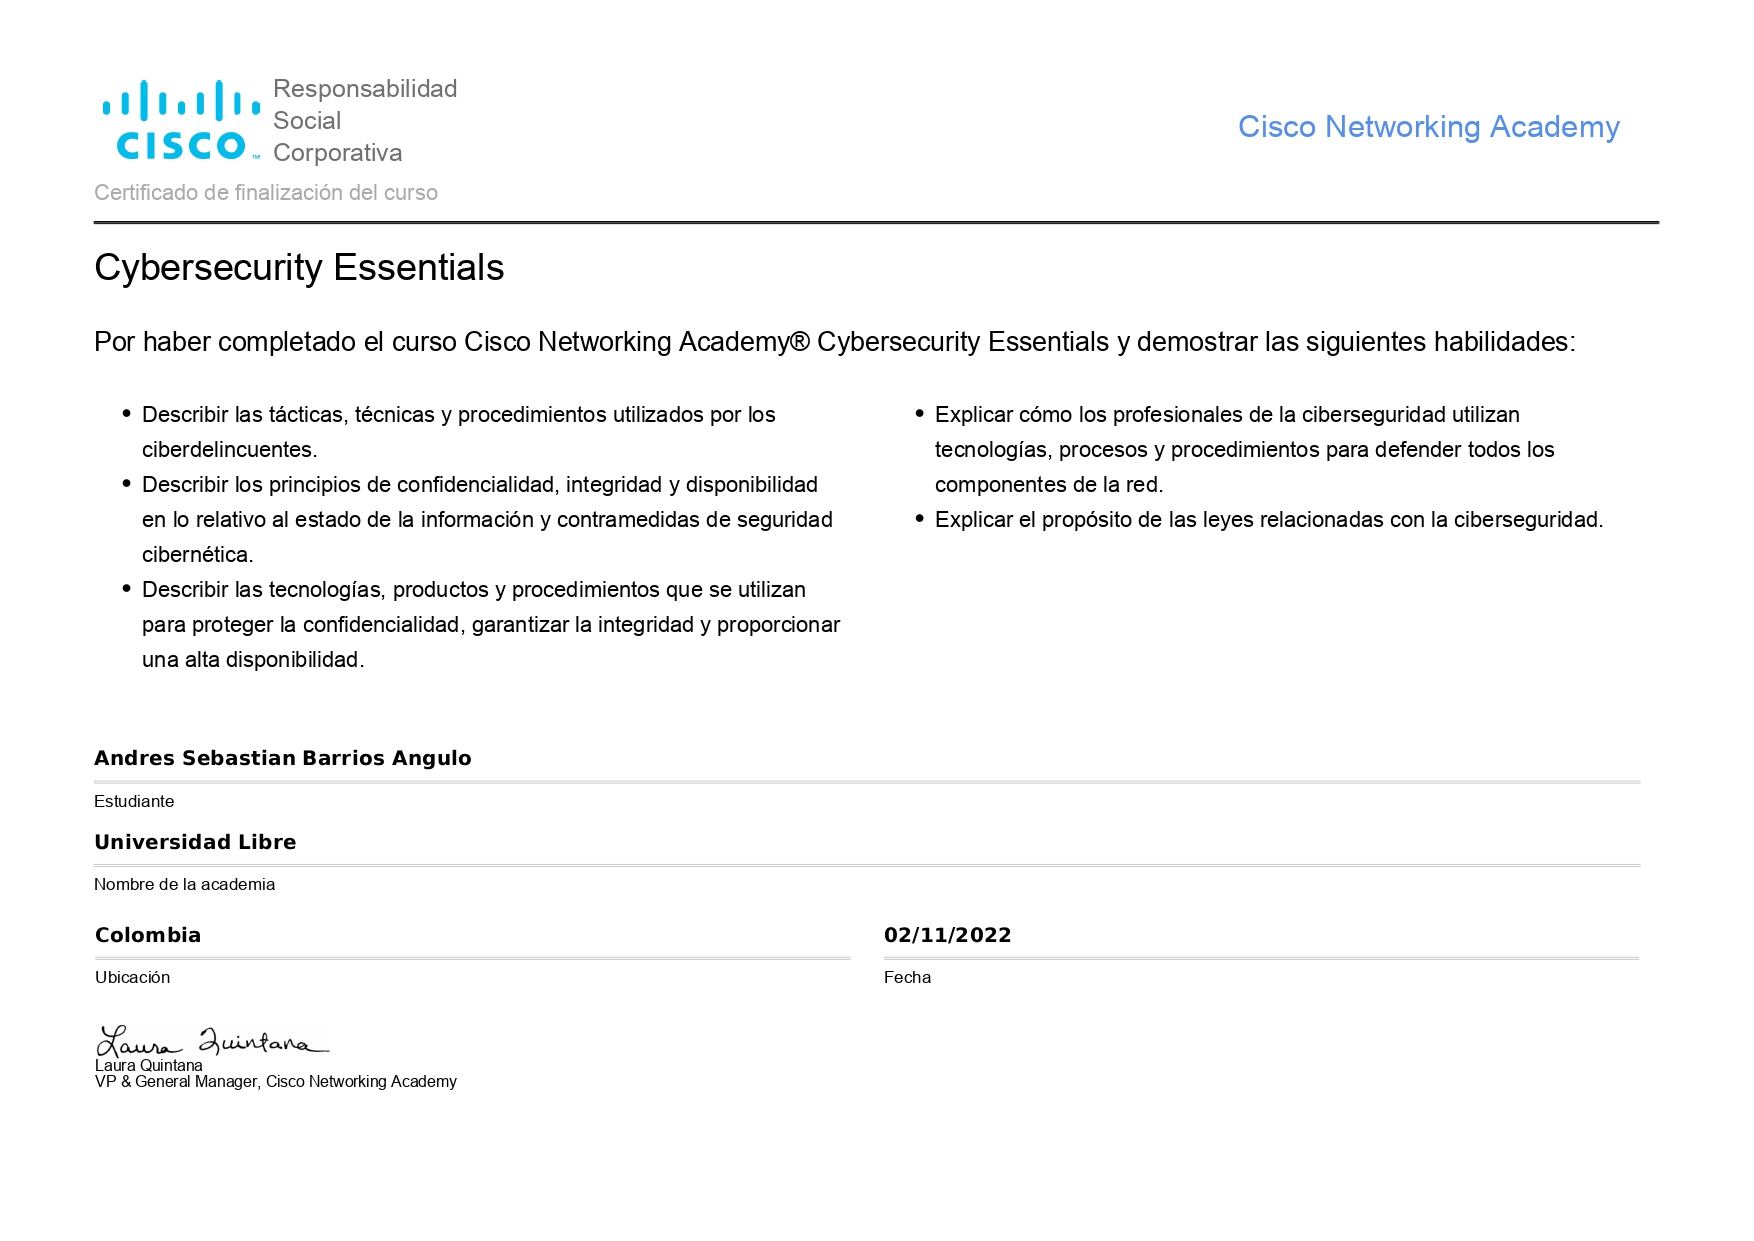 Responsabilidad
Social
Corporativa
CISCO™
Cisco Networking Academy
Certificado de finalización del curso
Cybersecurity Essentials
Por haber completado el curso Cisco Networking Academy® Cybersecurity Essentials y demostrar las siguientes habilidades:
• Describir las tácticas, técnicas y procedimientos utilizados por los
ciberdelincuentes.
• Describir los principios de confidencialidad, integridad y disponibilidad
en lo relativo al estado de la información y contramedidas de seguridad
cibernética.
• Describir las tecnologías, productos y procedimientos que se utilizan
para proteger la confidencialidad, garantizar la integridad y proporcionar
una alta disponibilidad.
• Explicar cómo los profesionales de la ciberseguridad utilizan
tecnologías, procesos y procedimientos para defender todos los
componentes de la red.
• Explicar el propósito de las leyes relacionadas con la ciberseguridad.
Andres Sebastian Barrios Angulo
Estudiante
Universidad Libre
Nombre de la academia
Colombia
Ubicación
02/11/2022
Fecha
Laura Quintana
Laura Quintana
VP & General Manager, Cisco Networking Academy